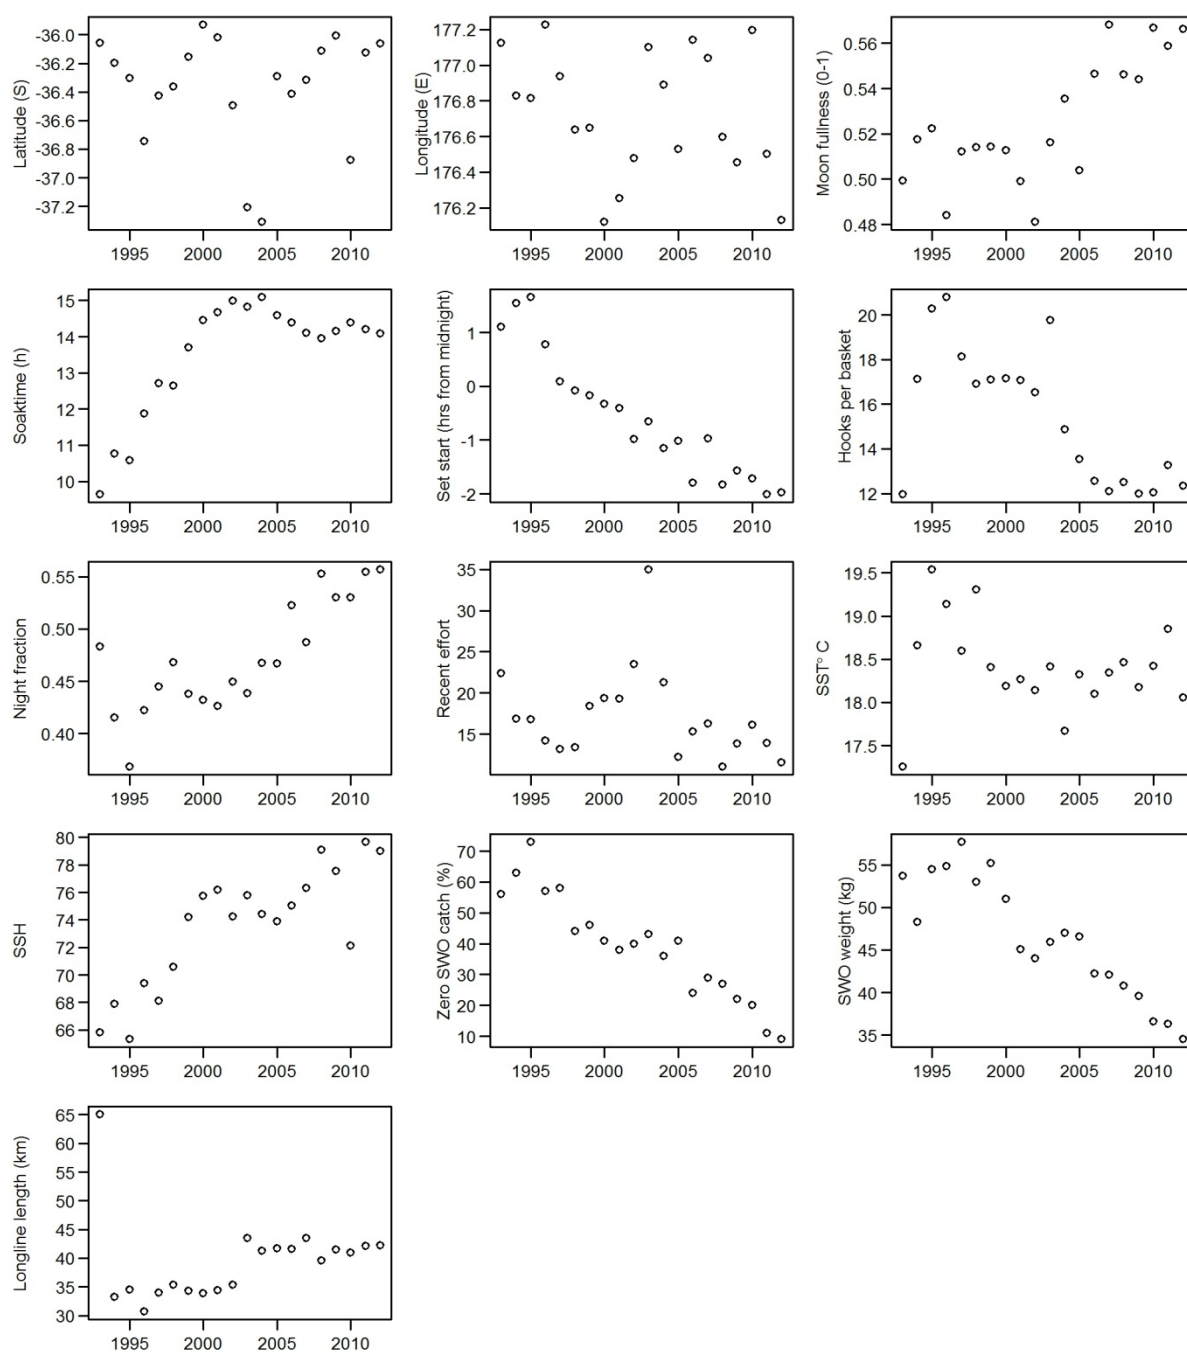 Latitude (S)
-36.0
-36.2
-36.4
-36.6
-36.8
-37.0
-37.2
1995 2000 2005 2010
Longitude (E)
177.2
177.0
176.8
176.6
176.4
176.2
1995 2000 2005 2010
Moon fullness (0-1)
0.56
0.54
0.52
0.50
0.48
1995 2000 2005 2010
Soaktime (h)
15
14
13
12
11
10
1995 2000 2005 2010
Set start (hrs from midnight)
1
0
-1
-2
1995 2000 2005 2010
Hooks per basket
20
18
16
14
12
1995 2000 2005 2010
Night fraction
0.55
0.50
0.45
0.40
1995 2000 2005 2010
Recent effort
35
30
25
20
15
1995 2000 2005 2010
SST° C
19.5
19.0
18.5
18.0
17.5
1995 2000 2005 2010
SSH
80
78
76
74
72
70
68
66
1995 2000 2005 2010
Zero SWO catch (%)
70
60
50
40
30
20
10
1995 2000 2005 2010
SWO weight (kg)
55
50
45
40
35
1995 2000 2005 2010
Longline length (km)
65
60
55
50
45
40
35
30
1995 2000 2005 2010